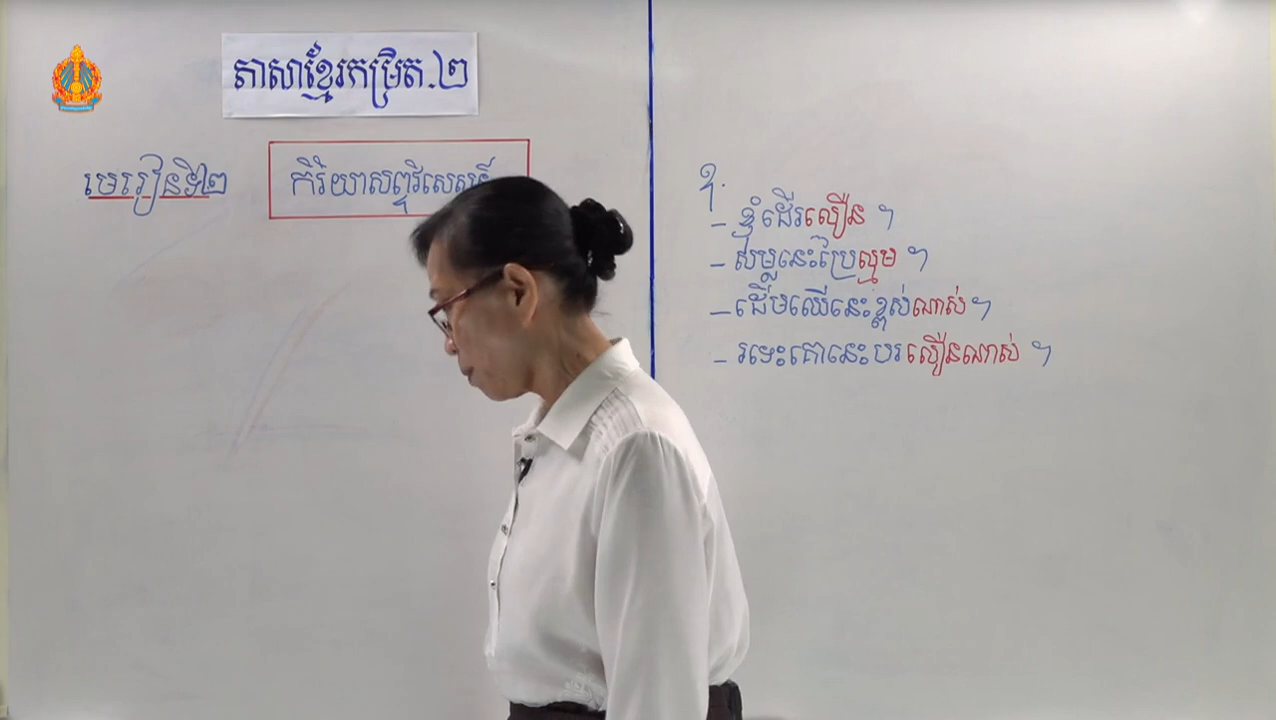 ភាសាខ្មែរកម្រិត.២
មេរៀនទី២
កិរិយាសព្ទវិសេសន៍
ឧ.
- ខ្ញុំដើរលឿន ។
- សម្លនេះប្រៃល្មម ។
- ដើមឈើនេះខ្ពស់ណាស់ ។
- រទេះគោនេះបរលឿនណាស់ ។